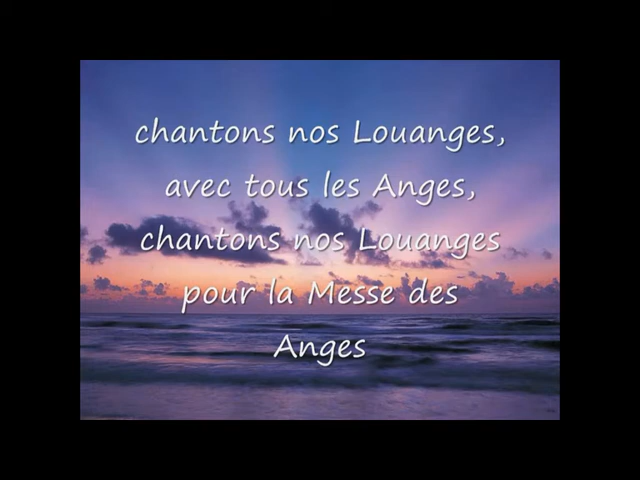 chantons nos Louanges,
avec tous les Anges,
chantons nos Louanges
pour la Messe des
Anges